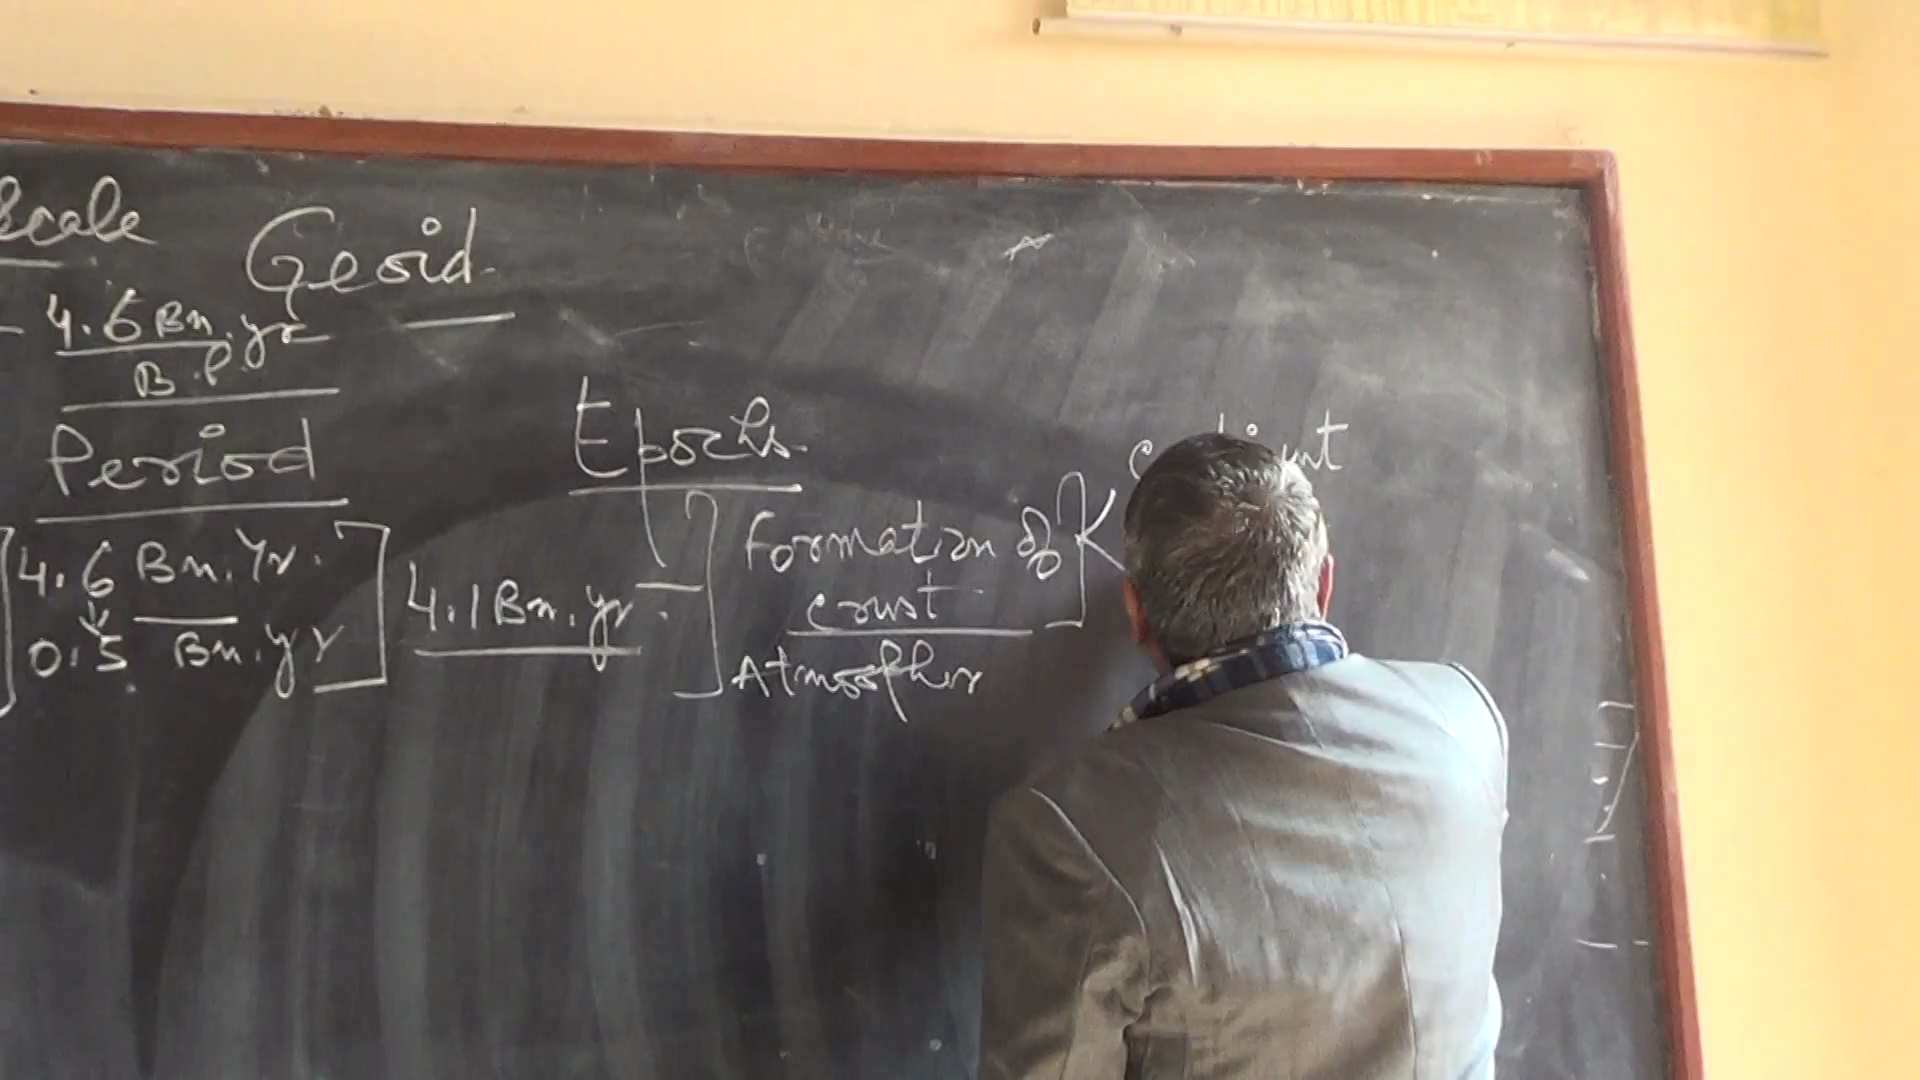 Scale
Geoid
4.6 Bn.yr
B.P.
Period
Epochs
4.6 Bn.Yr.
0.5 Bn.yr
4.1 Bn.yr.
Formation of
crust
Atmosphir